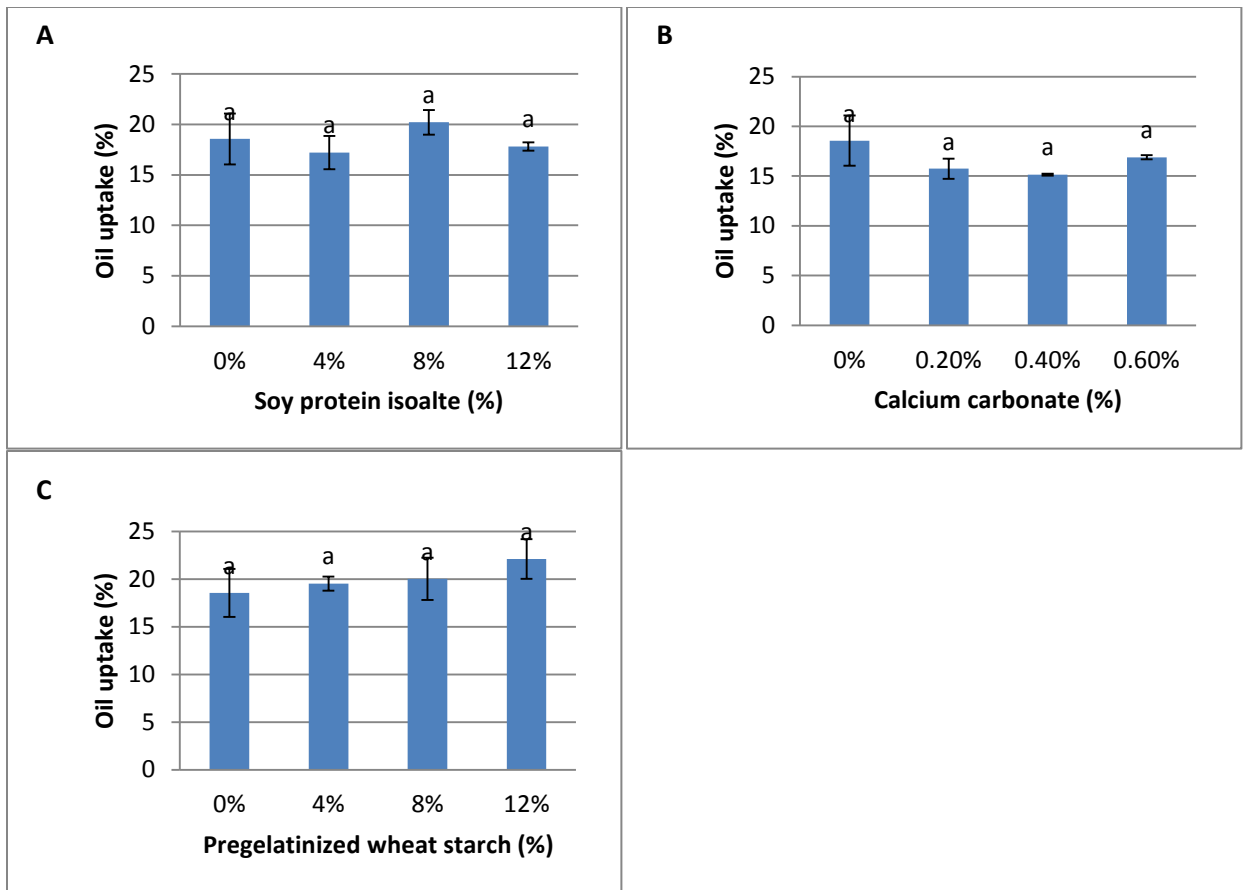 A
Oil uptake (%)
25
20
15
10
5
0
a
a
a
a
0%
4%
8%
12%
Soy protein isoalte (%)
B
Oil uptake (%)
25
20
15
10
5
0
a
a
a
a
0%
0.20%
0.40%
0.60%
Calcium carbonate (%)
C
Oil uptake (%)
25
20
15
10
5
0
a
a
a
a
0%
4%
8%
12%
Pregelatinized wheat starch (%)